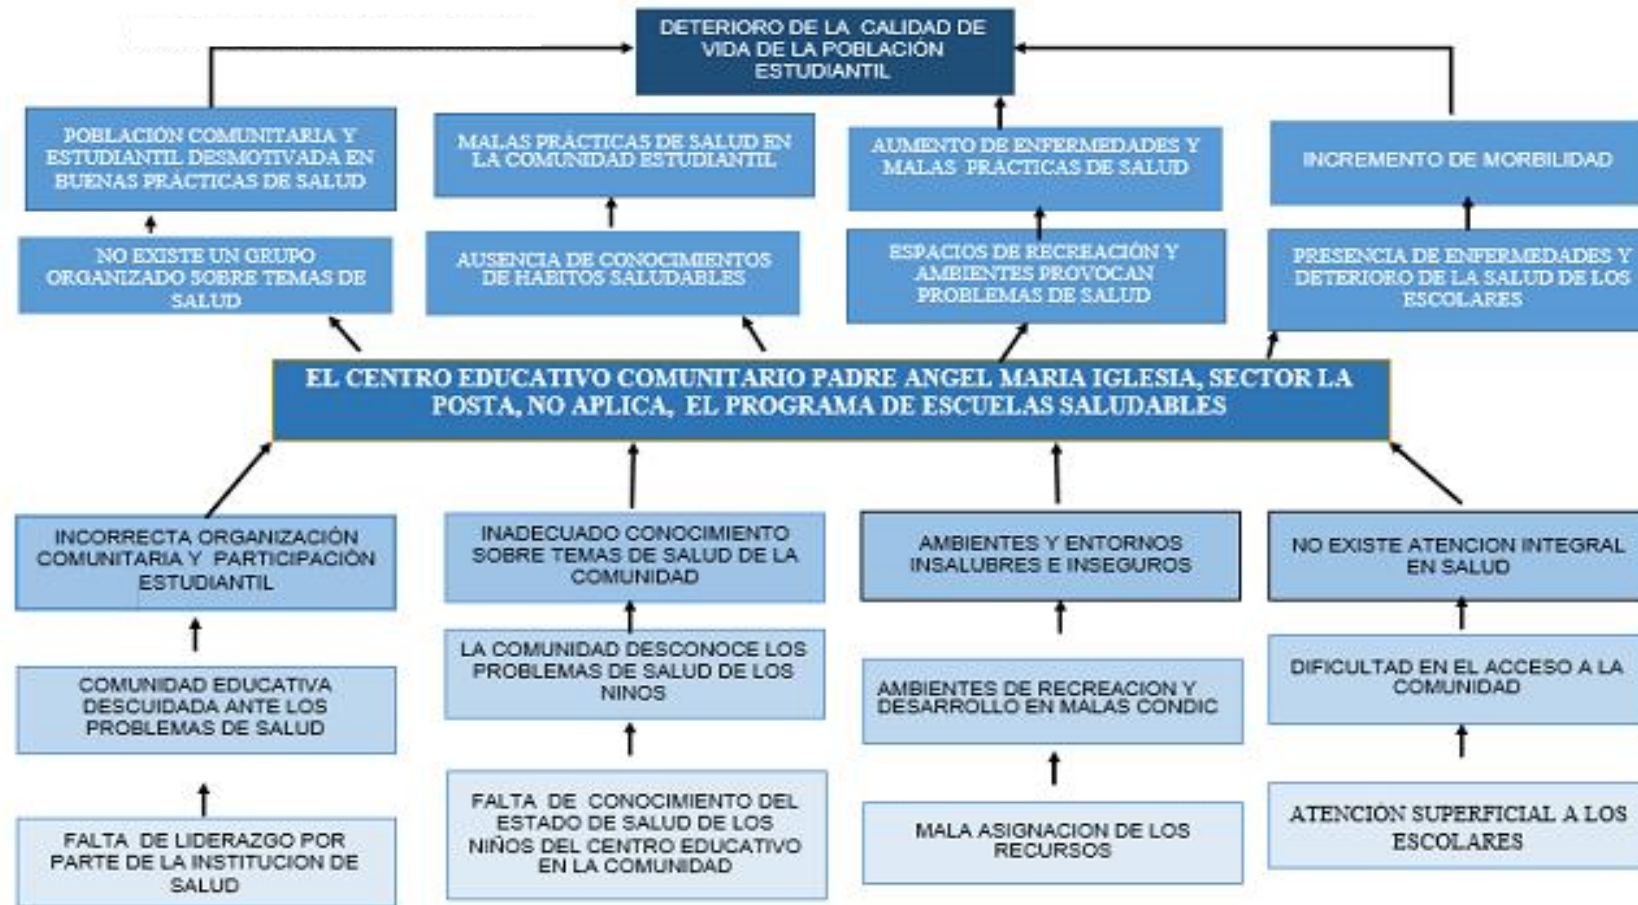 DETERIORO DE LA CALIDAD DE
VIDA DE LA POBLACIÓN
ESTUDIANTIL
POBLACIÓN COMUNITARIA Y
ESTUDIANTIL DESMOTIVADA EN
BUENAS PRÁCTICAS DE SALUD
MALAS PRÁCTICAS DE SALUD EN
LA COMUNIDAD ESTUDIANTIL
AUMENTO DE ENFERMEDADES Y
MALAS PRÁCTICAS DE SALUD
INCREMENTO DE MORBILIDAD
NO EXISTE UN GRUPO
ORGANIZADO SOBRE TEMAS DE
SALUD
AUSENCIA DE CONOCIMIENTOS
DE HABITOS SALUDABLES
ESPACIOS DE RECREACIÓN Y
AMBIENTES PROVOCAN
PROBLEMAS DE SALUD
PRESENCIA DE ENFERMEDADES Y
DETERIORO DE LA SALUD DE LOS
ESCOLARES
EL CENTRO EDUCATIVO COMUNITARIO PADRE ANGEL MARIA IGLESIA, SECTOR LA
POSTA, NO APLICA, EL PROGRAMA DE ESCUELAS SALUDABLES
INCORRECTA ORGANIZACIÓN
COMUNITARIA Y PARTICIPACIÓN
ESTUDIANTIL
INADECUADO CONOCIMIENTO
SOBRE TEMAS DE SALUD DE LA
COMUNIDAD
AMBIENTES Y ENTORNOS
INSALUBRES E INSEGUROS
NO EXISTE ATENCION INTEGRAL
EN SALUD
COMUNIDAD EDUCATIVA
DESCUIDADA ANTE LOS
PROBLEMAS DE SALUD
LA COMUNIDAD DESCONOCE LOS
PROBLEMAS DE SALUD DE LOS
NINOS
AMBIENTES DE RECREACION Y
DESARROLLO EN MALAS CONDIC
DIFICULTAD EN EL ACCESO A LA
COMUNIDAD
FALTA DE LIDERAZGO POR
PARTE DE LA INSTITUCION DE
SALUD
FALTA DE CONOCIMIENTO DEL
ESTADO DE SALUD DE LOS
NIÑOS DEL CENTRO EDUCATIVO
EN LA COMUNIDAD
MALA ASIGNACION DE LOS
RECURSOS
ATENCIÓN SUPERFICIAL A LOS
ESCOLARES